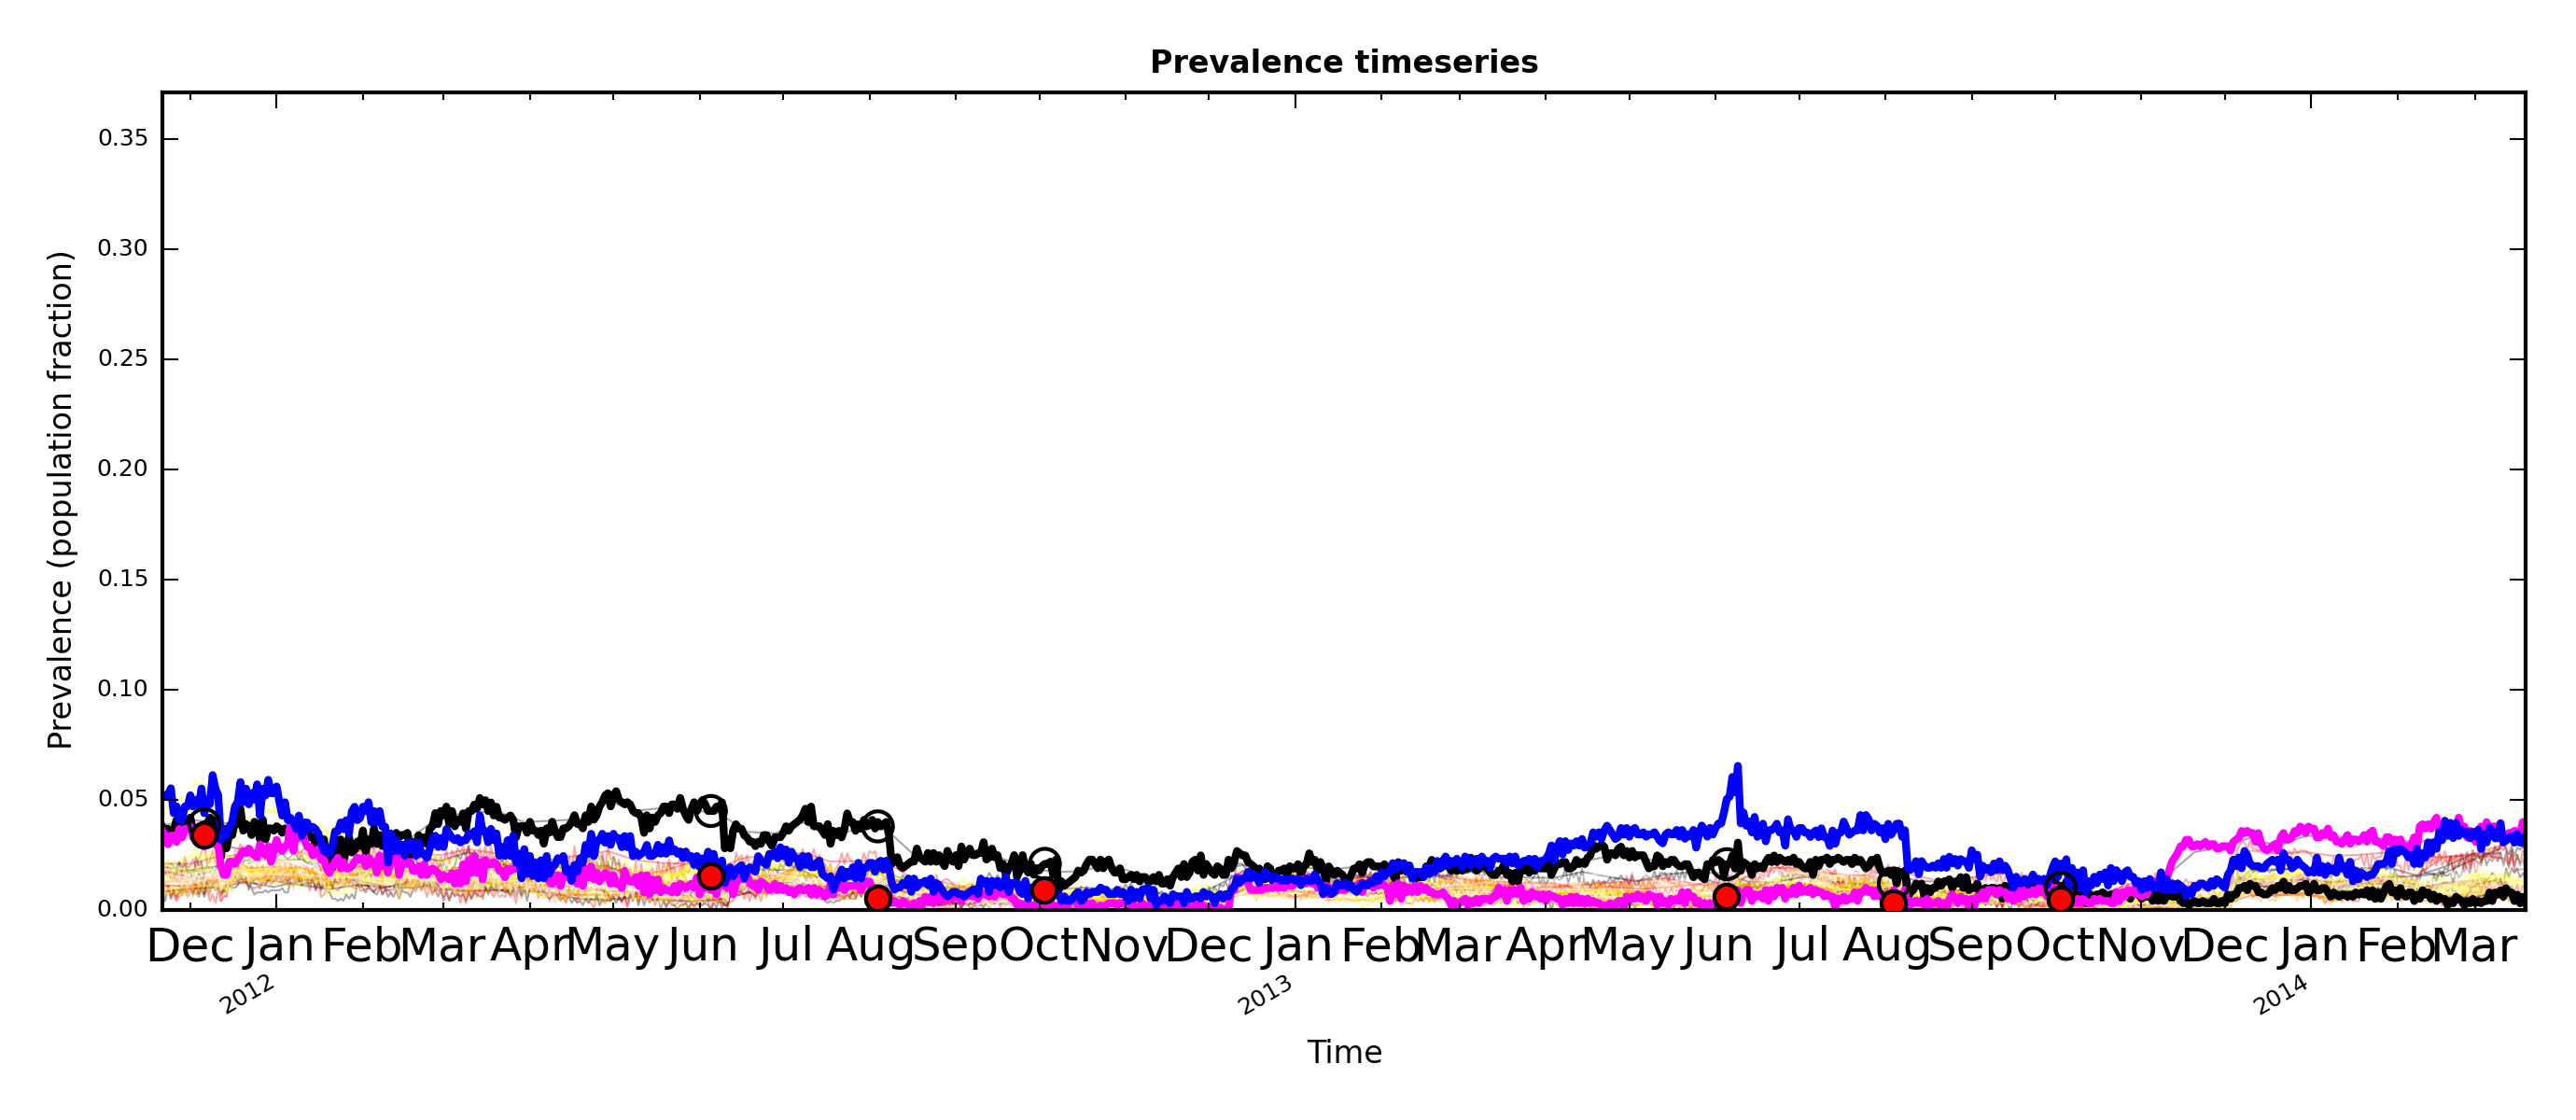 Prevalence timeseries
Prevalence (population fraction)
0.35
0.30
0.25
0.20
0.15
0.10
0.05
0.00
Dec Jan Feb Mar Apr May Jun Jul Aug Sep Oct Nov Dec Jan Feb Mar Apr May Jun Jul Aug Sep Oct Nov Dec Jan Feb Mar
2012 2013 2014
Time